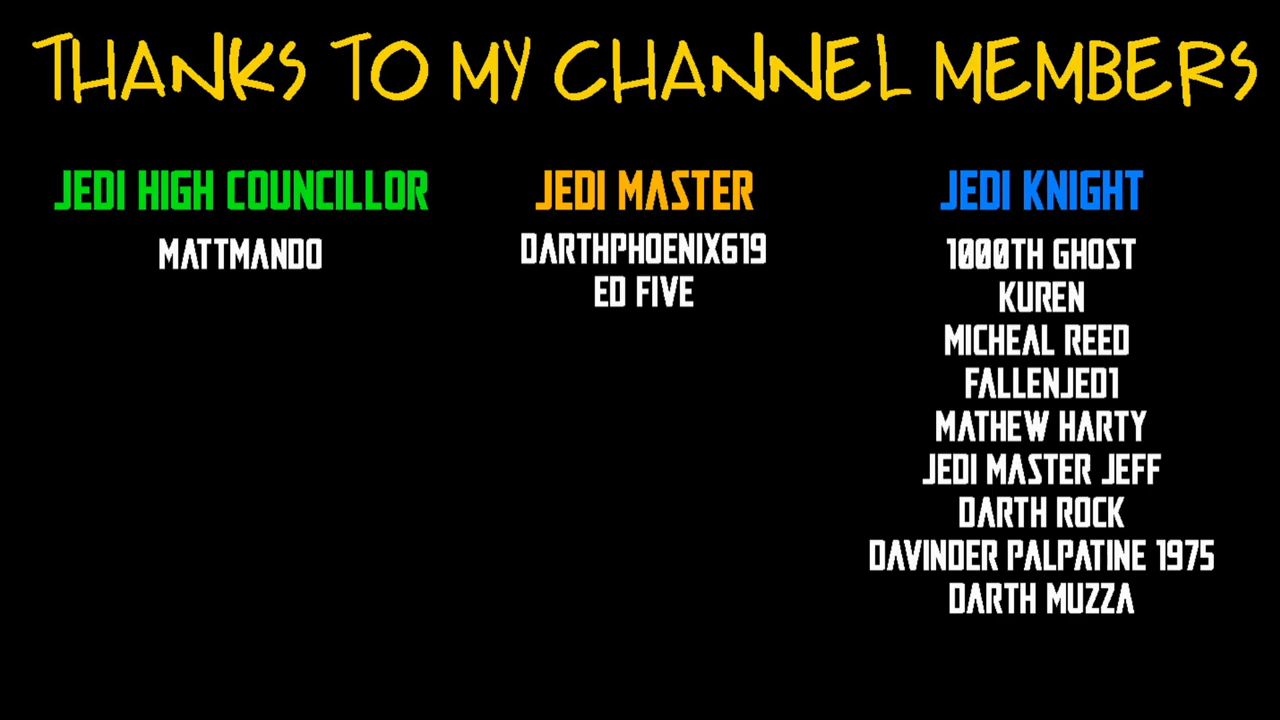 THANKS TO MY CHANNEL MEMBERS
JEDI HIGH COUNCILLOR
MATTMANDO
JEDI MASTER
DARTHPHOENIX619
ED FIVE
JEDI KNIGHT
1000TH GHOST
KUREN
MICHEAL REED
FALLENJED1
MATHEW HARTY
JEDI MASTER JEFF
DARTH ROCK
DAVINDER PALPATINE 1975
DARTH MUZZA